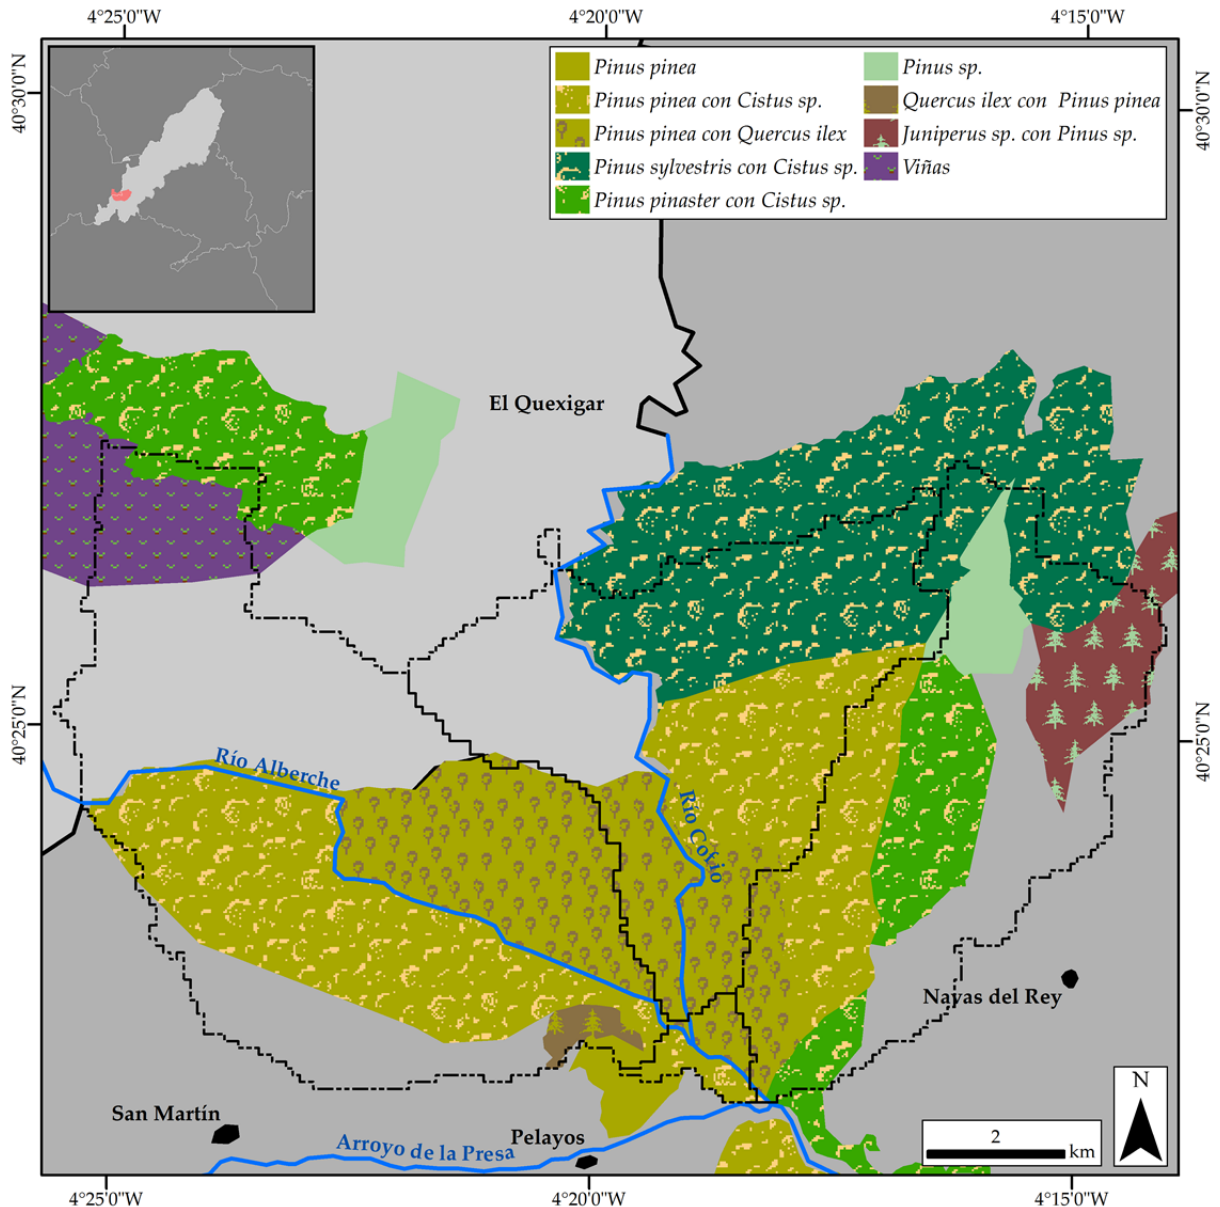 4°25'0"W 4°20'0"W 4°15'0"W
40°30'0"N
40°30'0"N
Pinus pinea
Pinus pinea con Cistus sp.
Pinus pinea con Quercus ilex
Pinus sylvestris con Cistus sp.
Pinus pinaster con Cistus sp.
Pinus sp.
Quercus ilex con Pinus pinea
Juniperus sp. con Pinus sp.
Viñas
El Quexigar
40°25'0"N
40°25'0"N
Río Alberche
Río Cofio
Navas del Rey
San Martín
Pelayos
Arroyo de la Presa
N
2
km
4°25'0"W 4°20'0"W 4°15'0"W